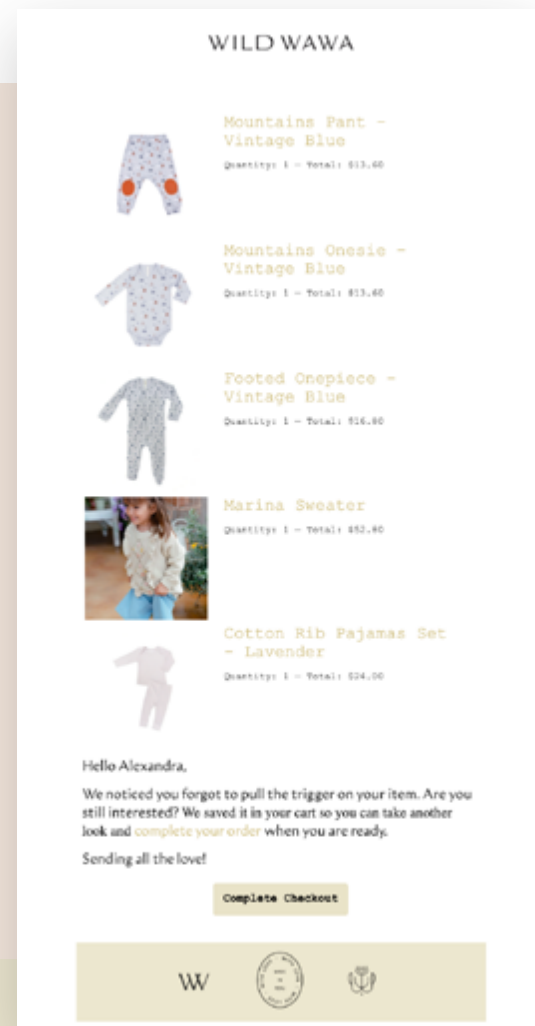 WILD WAWA
Mountains Pant –
Vintage Blue
Quantity: 1 — Total: $13.60
Mountains Onesie –
Vintage Blue
Quantity: 1 — Total: $13.60
Footed Onepiece –
Vintage Blue
Quantity: 1 — Total: $16.80
Marina Sweater
Quantity: 1 — Total: $52.80
Cotton Rib Pajamas Set
– Lavender
Quantity: 1 — Total: $24.00
Hello Alexandra,
We noticed you forgot to pull the trigger on your item. Are you
still interested? We saved it in your cart so you can take another
look and complete your order when you are ready.
Sending all the love!
Complete Checkout
W